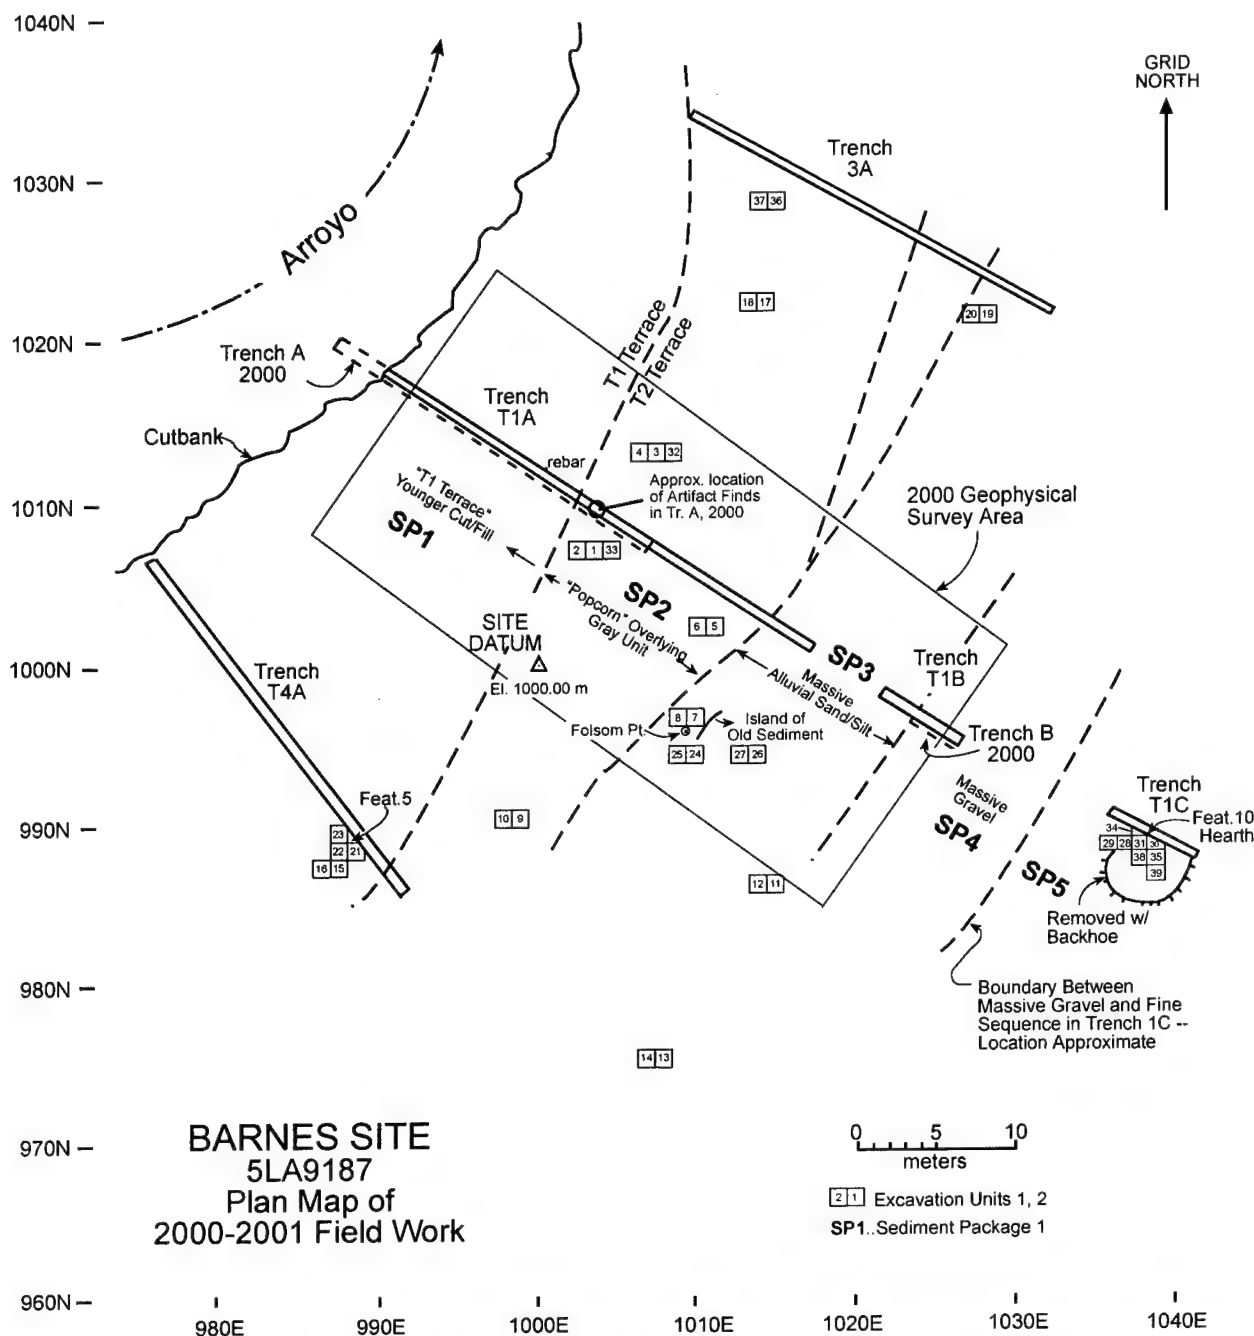 1040N
1030N
1020N
1010N
1000N
990N
980N
970N
960N
980E
990E
1000E
1010E
1020E
1030E
1040E
GRID
NORTH
Arroyo
Trench
3A
37 36
18 17
20 19
T1 Terrace
T2 Terrace
Trench A
2000
Trench
T1A
Cutbank
rebar
4 3 32
Approx. location
of Artifact Finds
in Tr. A, 2000
2000 Geophysical
Survey Area
"T1 Terrace"
Younger Cut/Fill
SP1
2 1 33
SP2
"Popcorn" Overlying
Gray Unit
6 5
SITE
DATUM
El. 1000.00 m
SP3
Massive
Alluvial Sand/Silt
Trench
T1B
Trench
T4A
8 7
Folsom Pt.
Island of
Old Sediment
25 24
27 26
Trench B
2000
Massive
Gravel
SP4
Feat.5
23
22 21
16 15
10 9
12 11
Trench
T1C
Feat.10
Hearth
34
29 28 31 30
38 35
39
SP5
Removed w/
Backhoe
Boundary Between
Massive Gravel and Fine
Sequence in Trench 1C --
Location Approximate
14 13
BARNES SITE
5LA9187
Plan Map of
2000-2001 Field Work
0 5 10
meters
2 1 Excavation Units 1, 2
SP1..Sediment Package 1